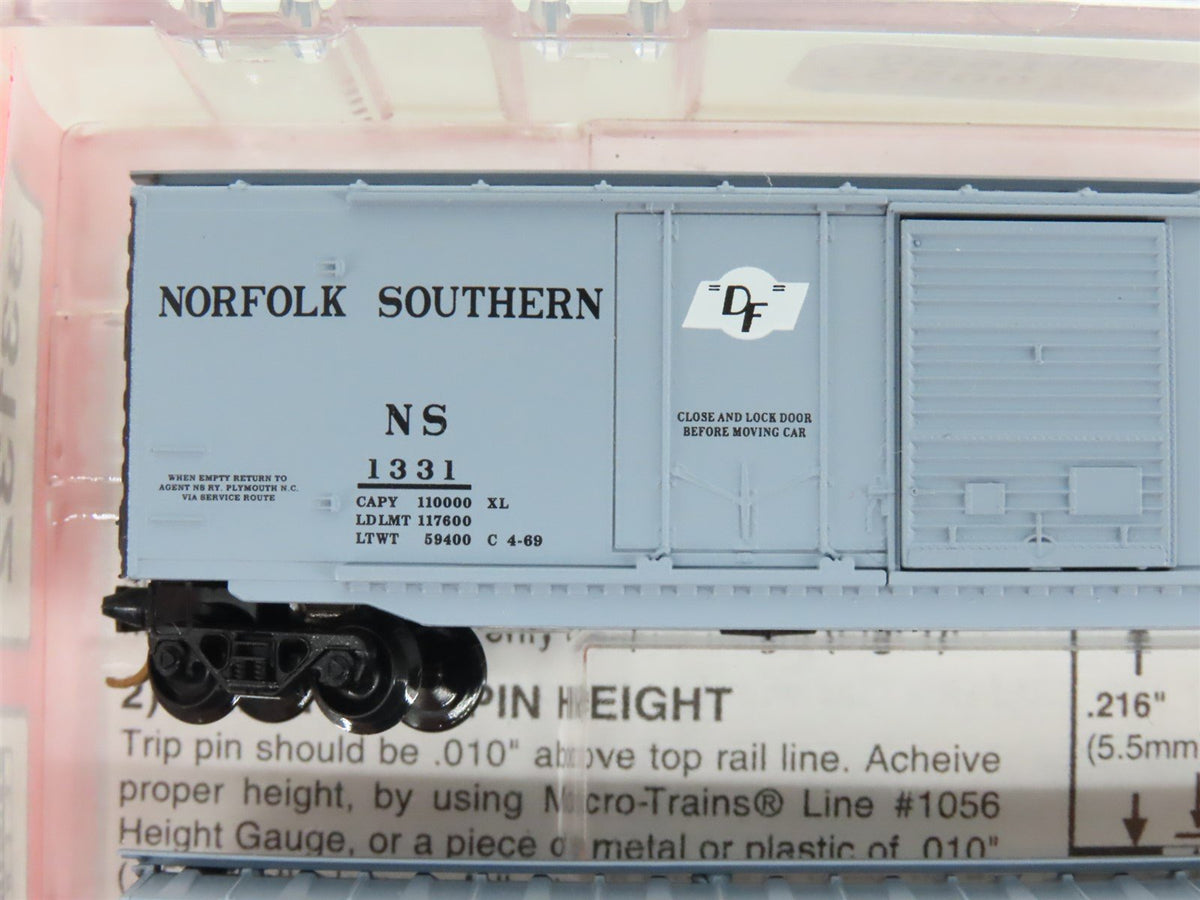 NORFOLK SOUTHERN
=DF=
NS
1331
CAPY 110000 XL
LD LMT 117600
LTWT 59400 C 4-69
WHEN EMPTY RETURN TO
AGENT NS RY. PLYMOUTH N.C.
VIA SERVICE ROUTE
CLOSE AND LOCK DOOR
BEFORE MOVING CAR
2) PIN HEIGHT
Trip pin should be .010" above top rail line. Acheive
proper height, by using Micro-Trains® Line #1056
Height Gauge, or a piece of metal or plastic of .010"
.216"
(5.5mm